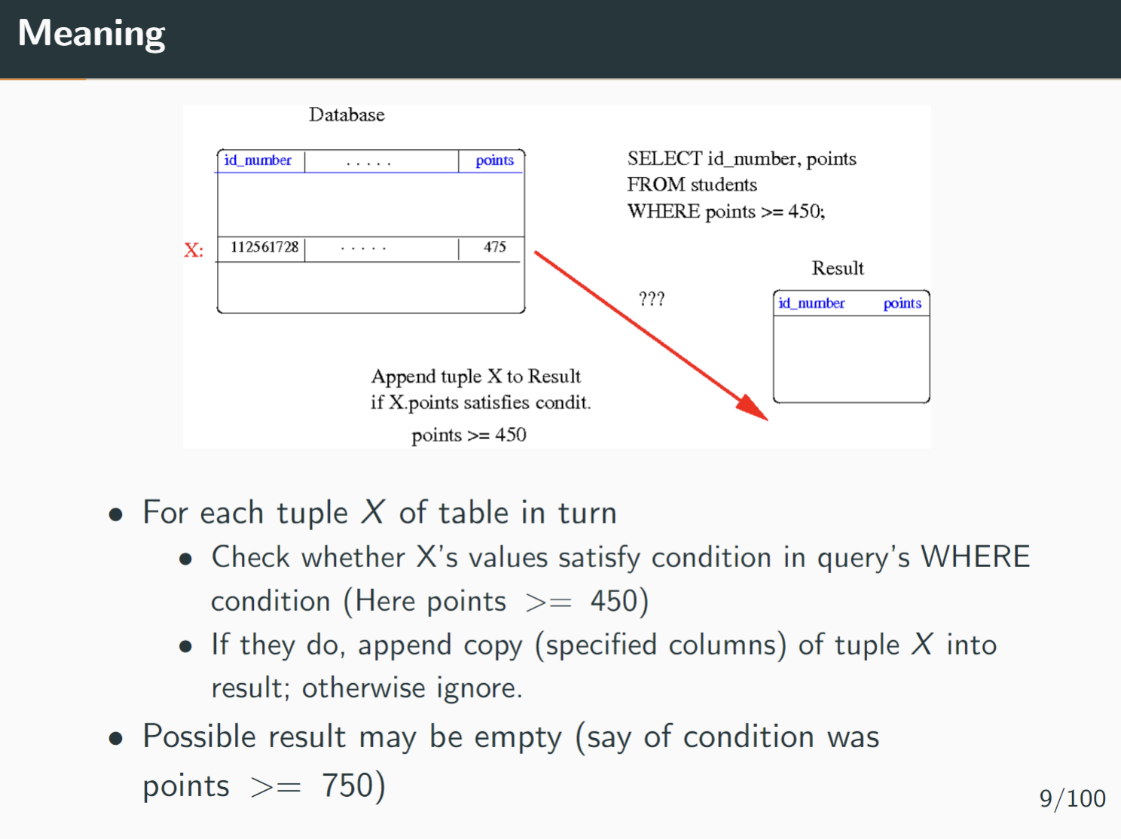 Meaning
Database
id_number ..... points
X: 112561728 ..... 475
SELECT id_number, points
FROM students
WHERE points >= 450;
???
Result
id_number points
Append tuple X to Result
if X.points satisfies condit.
points >= 450
• For each tuple X of table in turn
• Check whether X's values satisfy condition in query's WHERE
condition (Here points >= 450)
• If they do, append copy (specified columns) of tuple X into
result; otherwise ignore.
• Possible result may be empty (say of condition was
points >= 750)
9/100